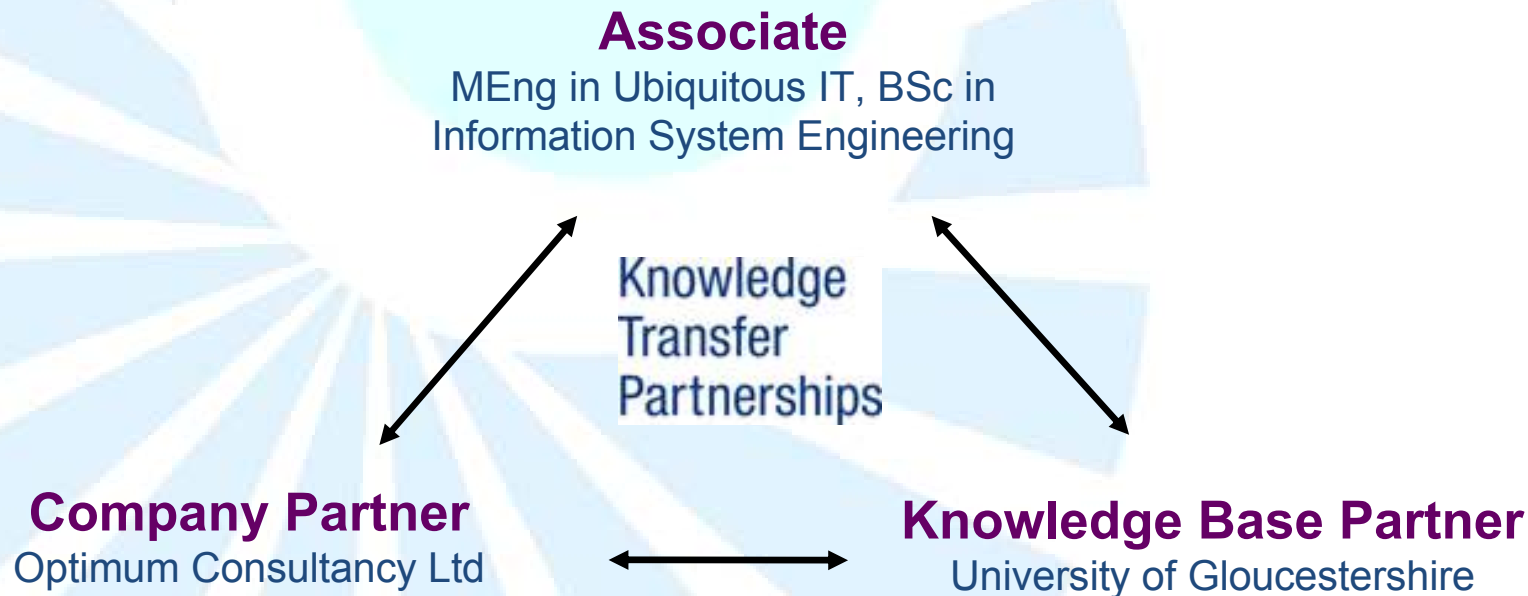 Associate
MEng in Ubiquitous IT, BSc in
Information System Engineering
Knowledge
Transfer
Partnerships
Company Partner
Optimum Consultancy Ltd
Knowledge Base Partner
University of Gloucestershire